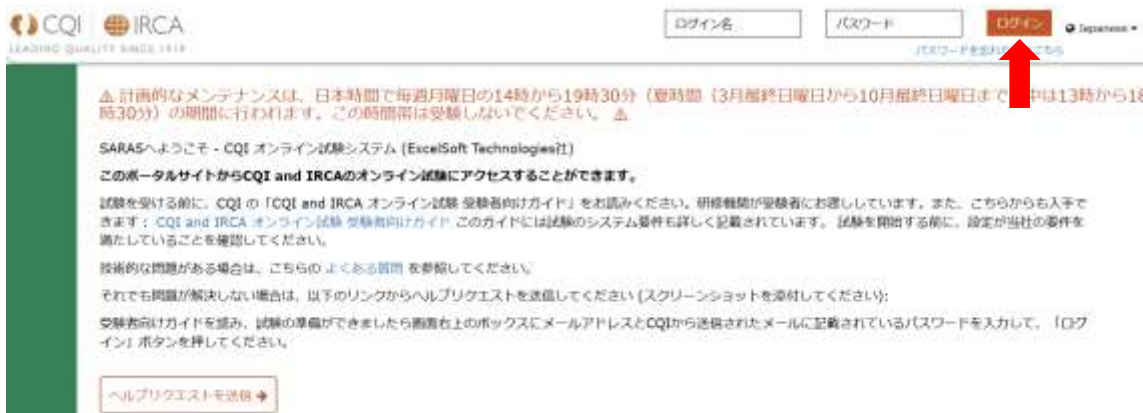 CQI IRCA
LEADING QUALITY SINCE 1919
ログイン名
パスワード
ログイン
Japanese
パスワードを忘れ
こちら
計画的なメンテナンスは、日本時間で毎週月曜日の14時から19時30分(夏時間(3月最終日曜日から10月最終日曜日まで 中は13時から18
時30分)の期間に行われます。この時間帯は受験しないでください。
SARASへようこそ - CQI オンライン試験システム (ExcelSoft Technologies社)
このポータルサイトからCQI and IRCAのオンライン試験にアクセスすることができます。
試験を受ける前に、CQI の「CQI and IRCA オンライン試験 受験者向けガイド」をお読みください。研修機関が受験者にお渡ししています。また、こちらからも入手で
きます: CQI and IRCA オンライン試験 受験者向けガイド このガイドには試験のシステム要件も詳しく記載されています。 試験を開始する前に、設定が当社の要件を
満たしていることを確認してください。
技術的な問題がある場合は、こちらの よくある質問 を参照してください。
それでも問題が解決しない場合は、以下のリンクからヘルプリクエストを送信してください (スクリーンショットを添付してください):
受験者向けガイドを読み、試験の準備ができましたら画面右上のボックスにメールアドレスとCQIから送信されたメールに記載されているパスワードを入力して、「ログ
イン」ボタンを押してください。
ヘルプリクエストを送信